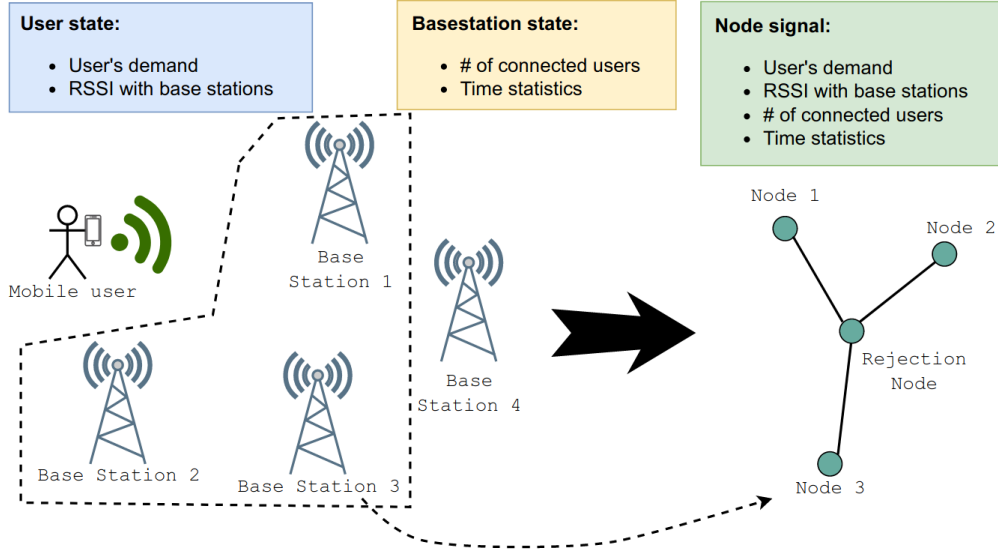 User state:
User's demand
RSSI with base stations
Basestation state:
# of connected users
Time statistics
Node signal:
User's demand
RSSI with base stations
# of connected users
Time statistics
Mobile user
Base
Station 1
Base Station 2
Base Station 3
Base
Station 4
Node 1
Node 2
Rejection
Node
Node 3